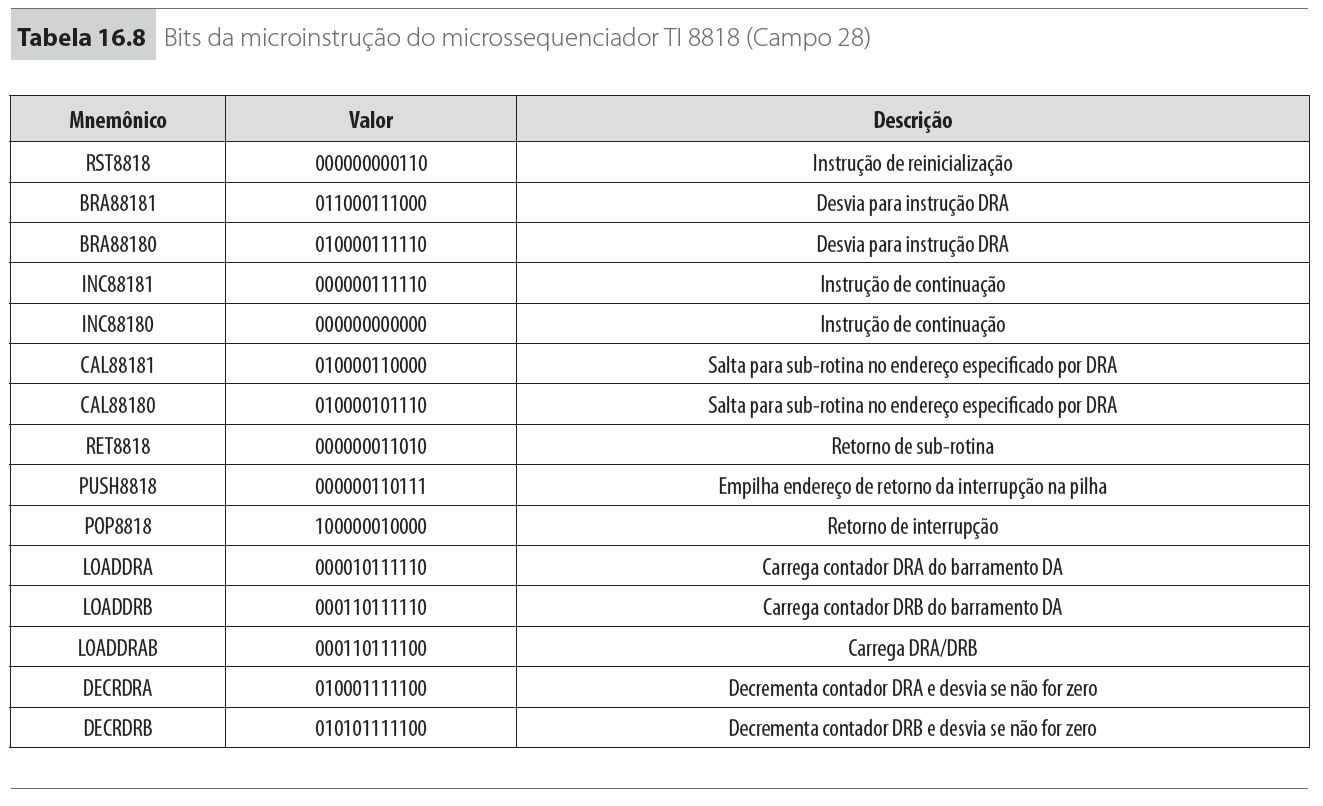 Tabela 16.8 Bits da microinstrução do microssequenciador TI 8818 (Campo 28)
Mnemônico Valor Descrição
RST8818 000000000110 Instrução de reinicialização
BRA88181 011000111000 Desvia para instrução DRA
BRA88180 010000111110 Desvia para instrução DRA
INC88181 000000111110 Instrução de continuação
INC88180 000000000000 Instrução de continuação
CAL88181 010000110000 Salta para sub-rotina no endereço especificado por DRA
CAL88180 010000101110 Salta para sub-rotina no endereço especificado por DRA
RET8818 000000011010 Retorno de sub-rotina
PUSH8818 000000110111 Empilha endereço de retorno da interrupção na pilha
POP8818 100000010000 Retorno de interrupção
LOADDRA 000010111110 Carrega contador DRA do barramento DA
LOADDRB 000110111110 Carrega contador DRB do barramento DA
LOADDRAB 000110111100 Carrega DRA/DRB
DECRDRA 010001111100 Decrementa contador DRA e desvia se não for zero
DECRDRB 010101111100 Decrementa contador DRB e desvia se não for zero